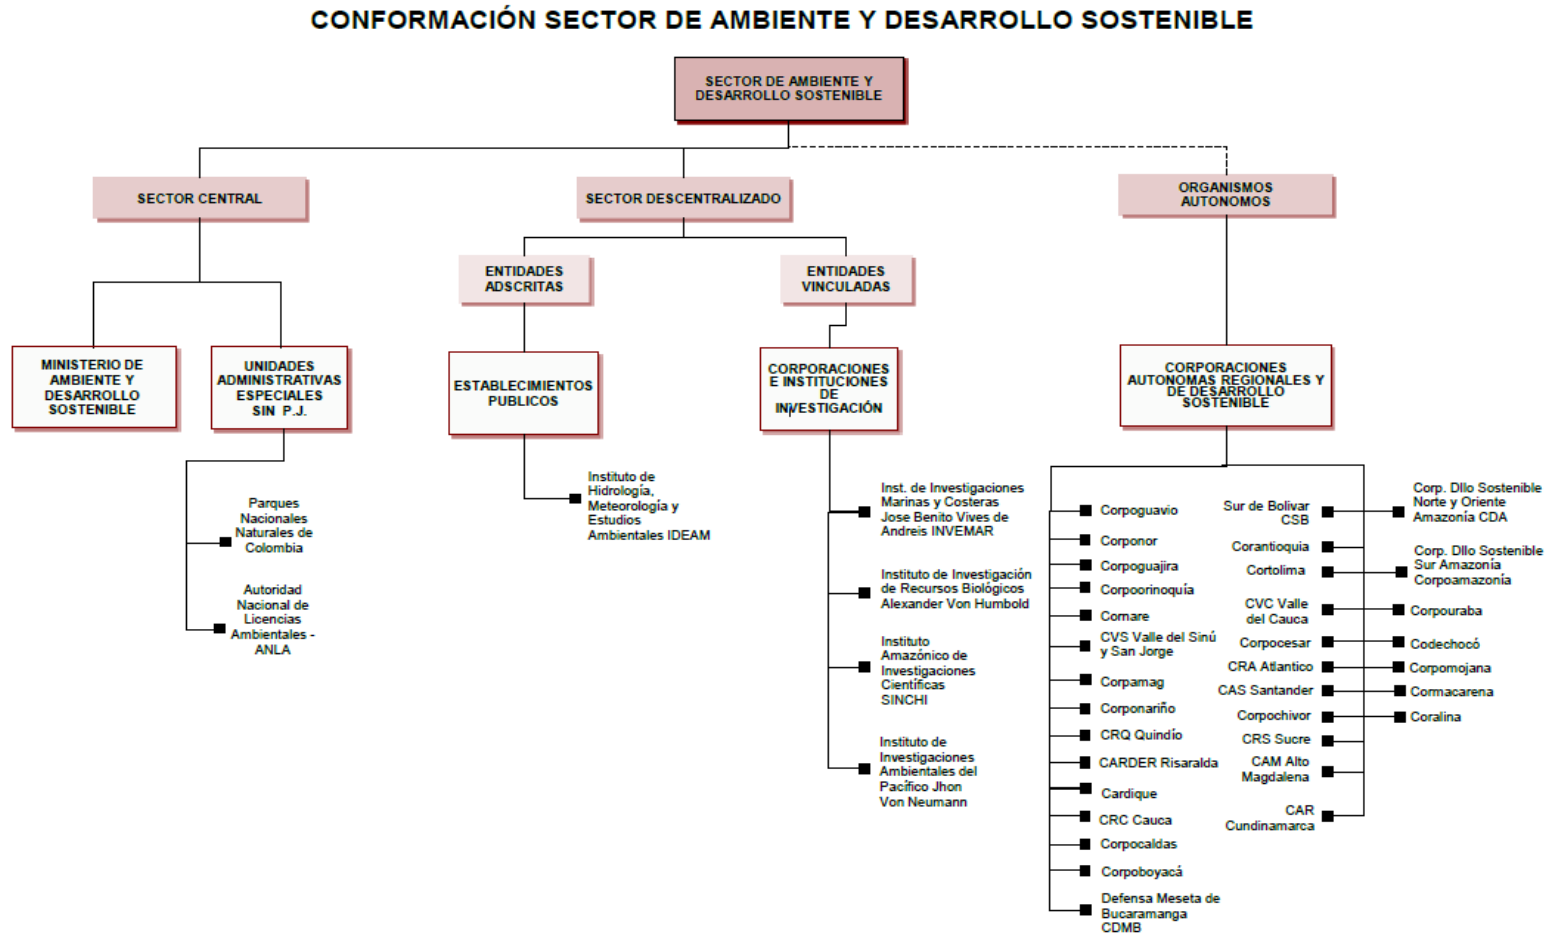 CONFORMACIÓN SECTOR DE AMBIENTE Y DESARROLLO SOSTENIBLE
SECTOR DE AMBIENTE Y
DESARROLLO SOSTENIBLE
SECTOR CENTRAL
SECTOR DESCENTRALIZADO
ORGANISMOS
AUTONOMOS
ENTIDADES
ADSCRITAS
ENTIDADES
VINCULADAS
MINISTERIO DE
AMBIENTE Y
DESARROLLO
SOSTENIBLE
UNIDADES
ADMINISTRATIVAS
ESPECIALES
SIN P.J.
ESTABLECIMIENTOS
PUBLICOS
CORPORACIONES
E INSTITUCIONES
DE
INVESTIGACIÓN
CORPORACIONES
AUTONOMAS REGIONALES Y
DE DESARROLLO
SOSTENIBLE
Parques
Nacionales
Naturales de
Colombia
Autoridad
Nacional de
Licencias
Ambientales -
ANLA
Instituto de
Hidrología,
Meteorología y
Estudios
Ambientales IDEAM
Inst. de Investigaciones
Marinas y Costeras
Jose Benito Vives de
Andreis INVEMAR
Instituto de Investigación
de Recursos Biológicos
Alexander Von Humbold
Instituto
Amazónico de
Investigaciones
Científicas
SINCHI
Instituto de
Investigaciones
Ambientales del
Pacífico Jhon
Von Neumann
Corpoguavio
Corponor
Corpoguajira
Corpoorinoquía
Cornare
CVS Valle del Sinú
y San Jorge
Corpamag
Corponariño
CRQ Quindío
CARDER Risaralda
Cardique
CRC Cauca
Corpocaldas
Corpoboyacá
Defensa Meseta de
Bucaramanga
CDMB
Sur de Bolivar
CSB
Corantioquia
Cortolima
CVC Valle
del Cauca
Corpocesar
CRA Atlantico
CAS Santander
Corpochivor
CRS Sucre
CAM Alto
Magdalena
CAR
Cundinamarca
Corp. Dllo Sostenible
Norte y Oriente
Amazonía CDA
Corp. Dllo Sostenible
Sur Amazonía
Corpoamazonía
Corpouraba
Codechocó
Corpomojana
Cormacarena
Coralina